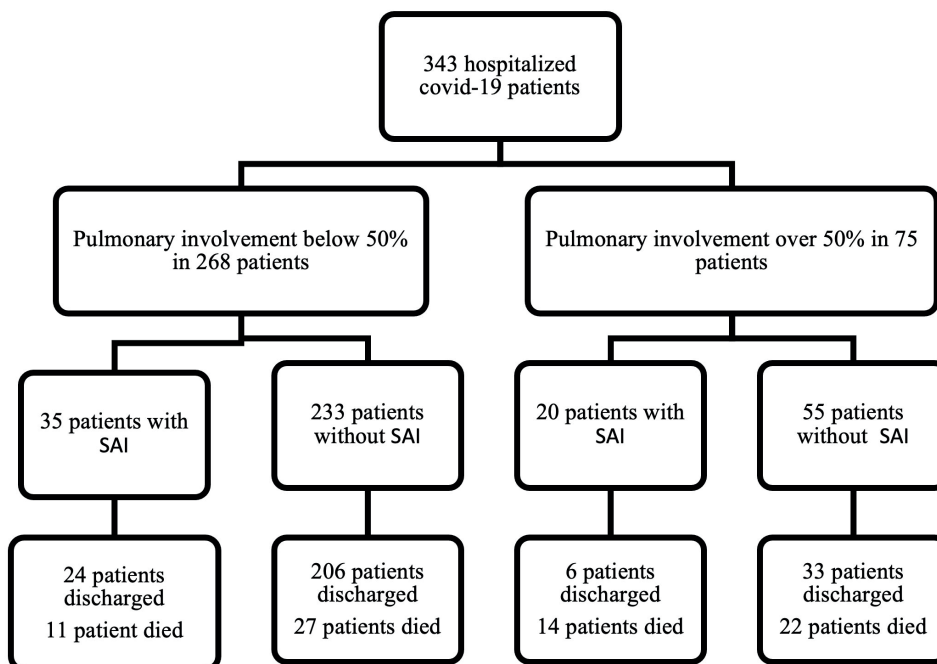 343 hospitalized
covid-19 patients
Pulmonary involvement below 50%
in 268 patients
Pulmonary involvement over 50% in 75
patients
35 patients with
SAI
233 patients
without SAI
20 patients with
SAI
55 patients
without SAI
24 patients
discharged
11 patient died
206 patients
discharged
27 patients died
6 patients
discharged
14 patients died
33 patients
discharged
22 patients died